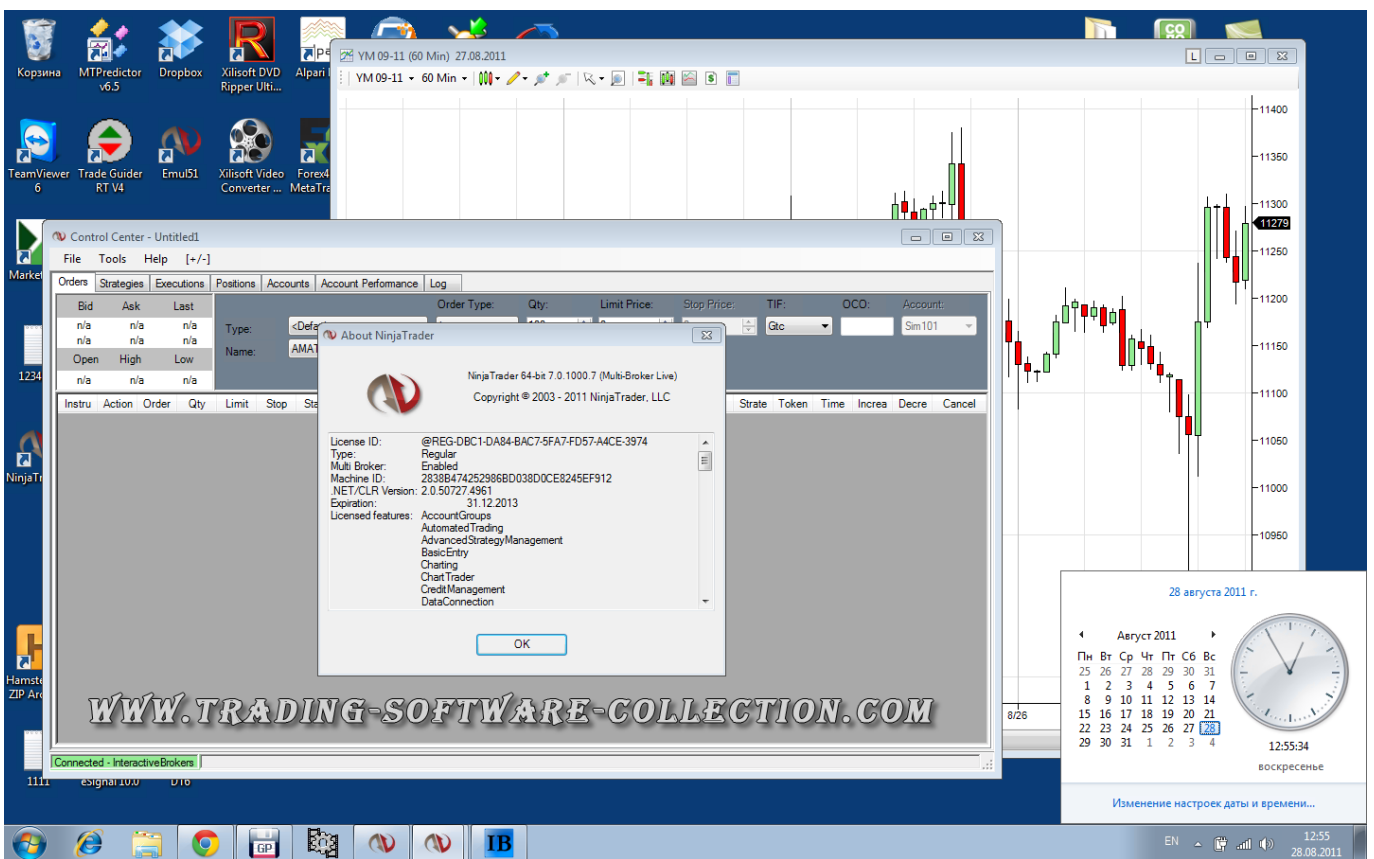 Корзина
MTPredictor v6.5
Dropbox
Xilisoft DVD Ripper Ulti...
Alpari
TeamViewer 6
Trade Guider RT V4
Emul51
Xilisoft Video Converter ...
YM 09-11 (60 Min) 27.08.2011
L
YM 09-11
60 Min
11400
11350
11300
11279
11250
11200
11150
11100
11050
11000
10950
8/26
Control Center - Untitled1
File Tools Help [+/-]
Orders Strategies Executions Positions Accounts Account Performance Log
Bid Ask Last
n/a n/a n/a
n/a n/a n/a
Open High Low
n/a n/a n/a
Order Type: Qty: Limit Price: Stop Price: TIF: OCO: Account:
Type:
Gtc
Sim101
Name:
AMAT
Instru Action Order Qty Limit Stop Sta
Strate Token Time Increa Decre Cancel
About NinjaTrader
NinjaTrader 64-bit 7.0.1000.7 (Multi-Broker Live)
Copyright © 2003 - 2011 NinjaTrader, LLC
License ID: @REG-DBC1-DA84-BAC7-5FA7-FD57-A4CE-3974
Type: Regular
Multi Broker: Enabled
Machine ID: 2838B474252986BD038D0CE8245EF912
.NET/CLR Version: 2.0.50727.4961
Expiration: 31.12.2013
Licensed features: AccountGroups
AutomatedTrading
AdvancedStrategyManagement
BasicEntry
Charting
ChartTrader
CreditManagement
DataConnection
OK
WWW.TRADING-SOFTWARE-COLLECTION.COM
Connected - InteractiveBrokers
1234
1111
eSignal 10.0
DT6
28 августа 2011 г.
Август 2011
Пн Вт Ср Чт Пт Сб Вс
25 26 27 28 29 30 31
1 2 3 4 5 6 7
8 9 10 11 12 13 14
15 16 17 18 19 20 21
22 23 24 25 26 27 28
29 30 31 1 2 3 4
12:55:34
воскресенье
Изменение настроек даты и времени...
GP
IB
EN
12:55
28.08.2011